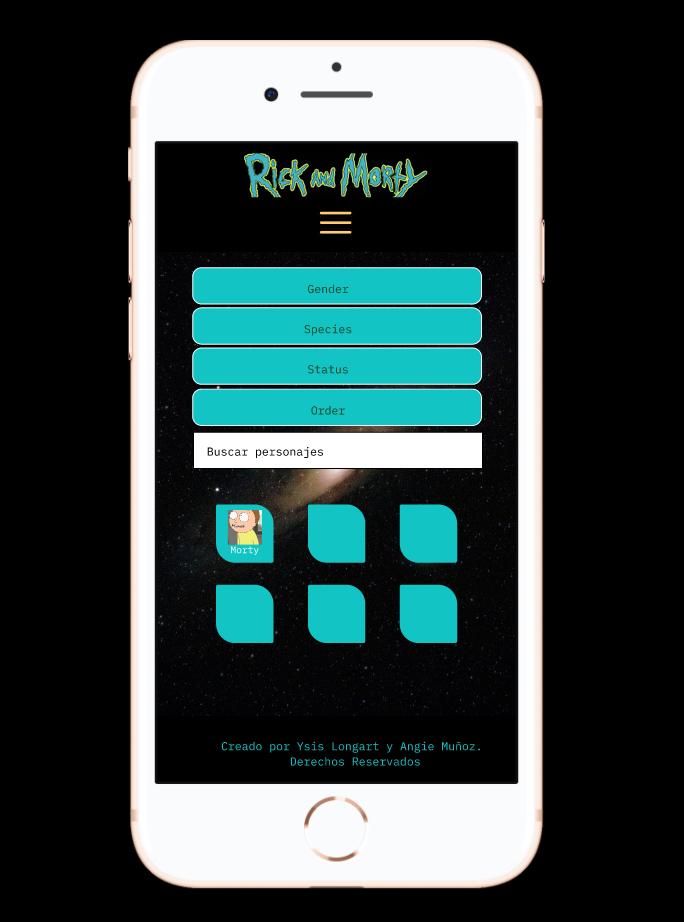 Rick and Morty
Gender
Species
Status
Order
Buscar personajes
Morty
Creado por Ysis Longart y Angie Muñoz.
Derechos Reservados